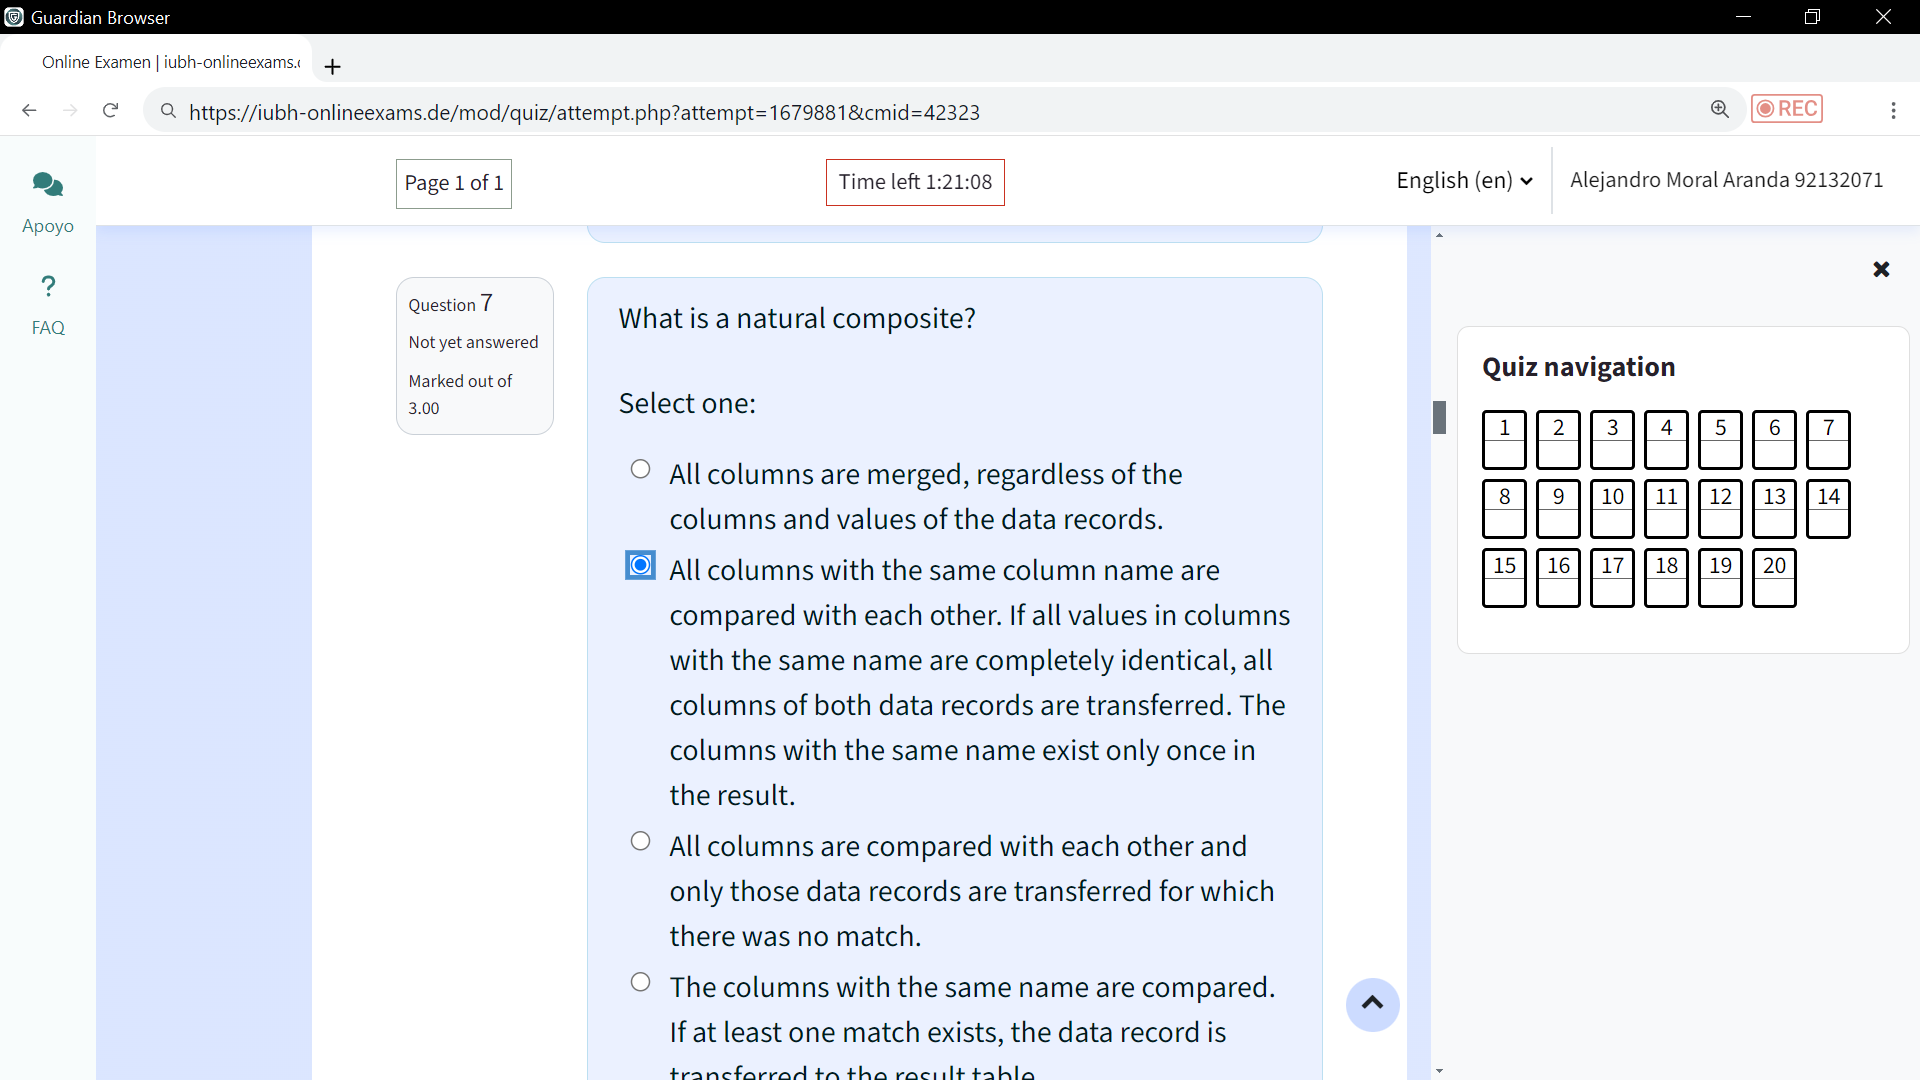 Guardian Browser
Online Examen | iubh-onlineexams.
https://iubh-onlineexams.de/mod/quiz/attempt.php?attempt=1679881&cmid=42323
REC
Apoyo
?
FAQ
Page 1 of 1
Time left 1:21:08
English (en)
Alejandro Moral Aranda 92132071
Question 7
Not yet answered
Marked out of
3.00
What is a natural composite?
Select one:
All columns are merged, regardless of the
columns and values of the data records.
All columns with the same column name are
compared with each other. If all values in columns
with the same name are completely identical, all
columns of both data records are transferred. The
columns with the same name exist only once in
the result.
All columns are compared with each other and
only those data records are transferred for which
there was no match.
The columns with the same name are compared.
If at least one match exists, the data record is
transferred to the result table.
Quiz navigation
1 2 3 4 5 6 7
8 9 10 11 12 13 14
15 16 17 18 19 20